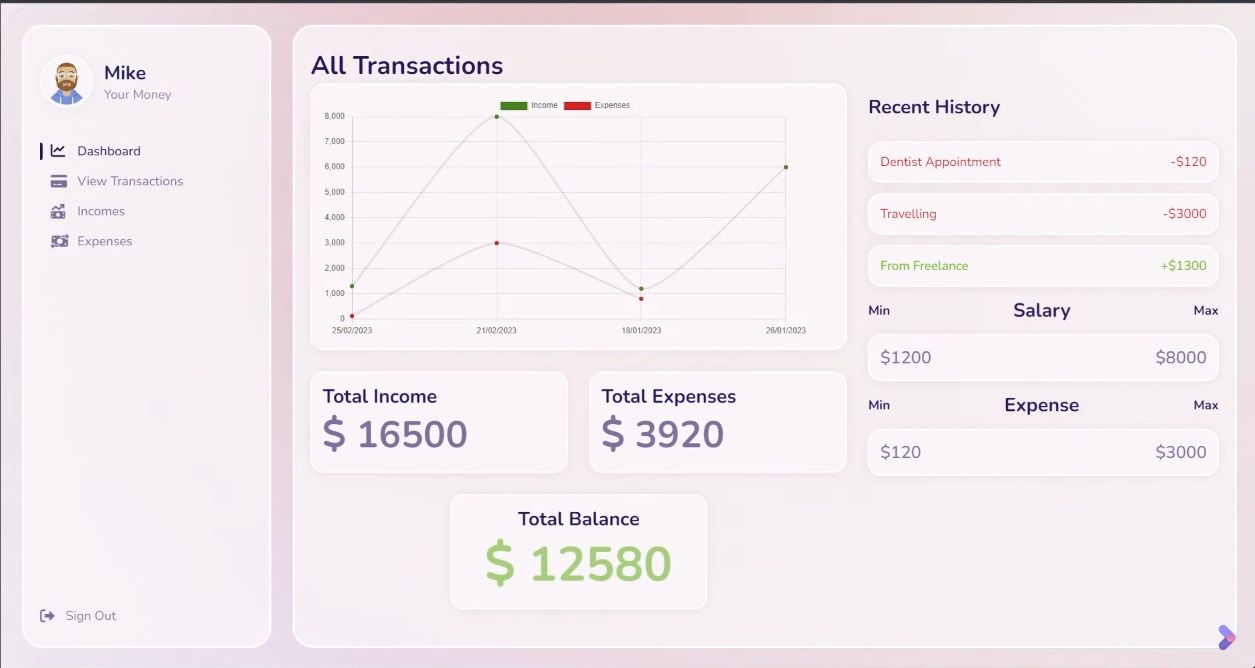 Mike
Your Money
Dashboard
View Transactions
Incomes
Expenses
Sign Out
All Transactions
Income Expenses
8,000
7,000
6,000
5,000
4,000
3,000
2,000
1,000
0
25/02/2023 21/02/2023 18/01/2023 26/01/2023
Total Income
$ 16500
Total Expenses
$ 3920
Total Balance
$ 12580
Recent History
Dentist Appointment -$120
Travelling -$3000
From Freelance +$1300
Min Salary Max
$1200 $8000
Min Expense Max
$120 $3000